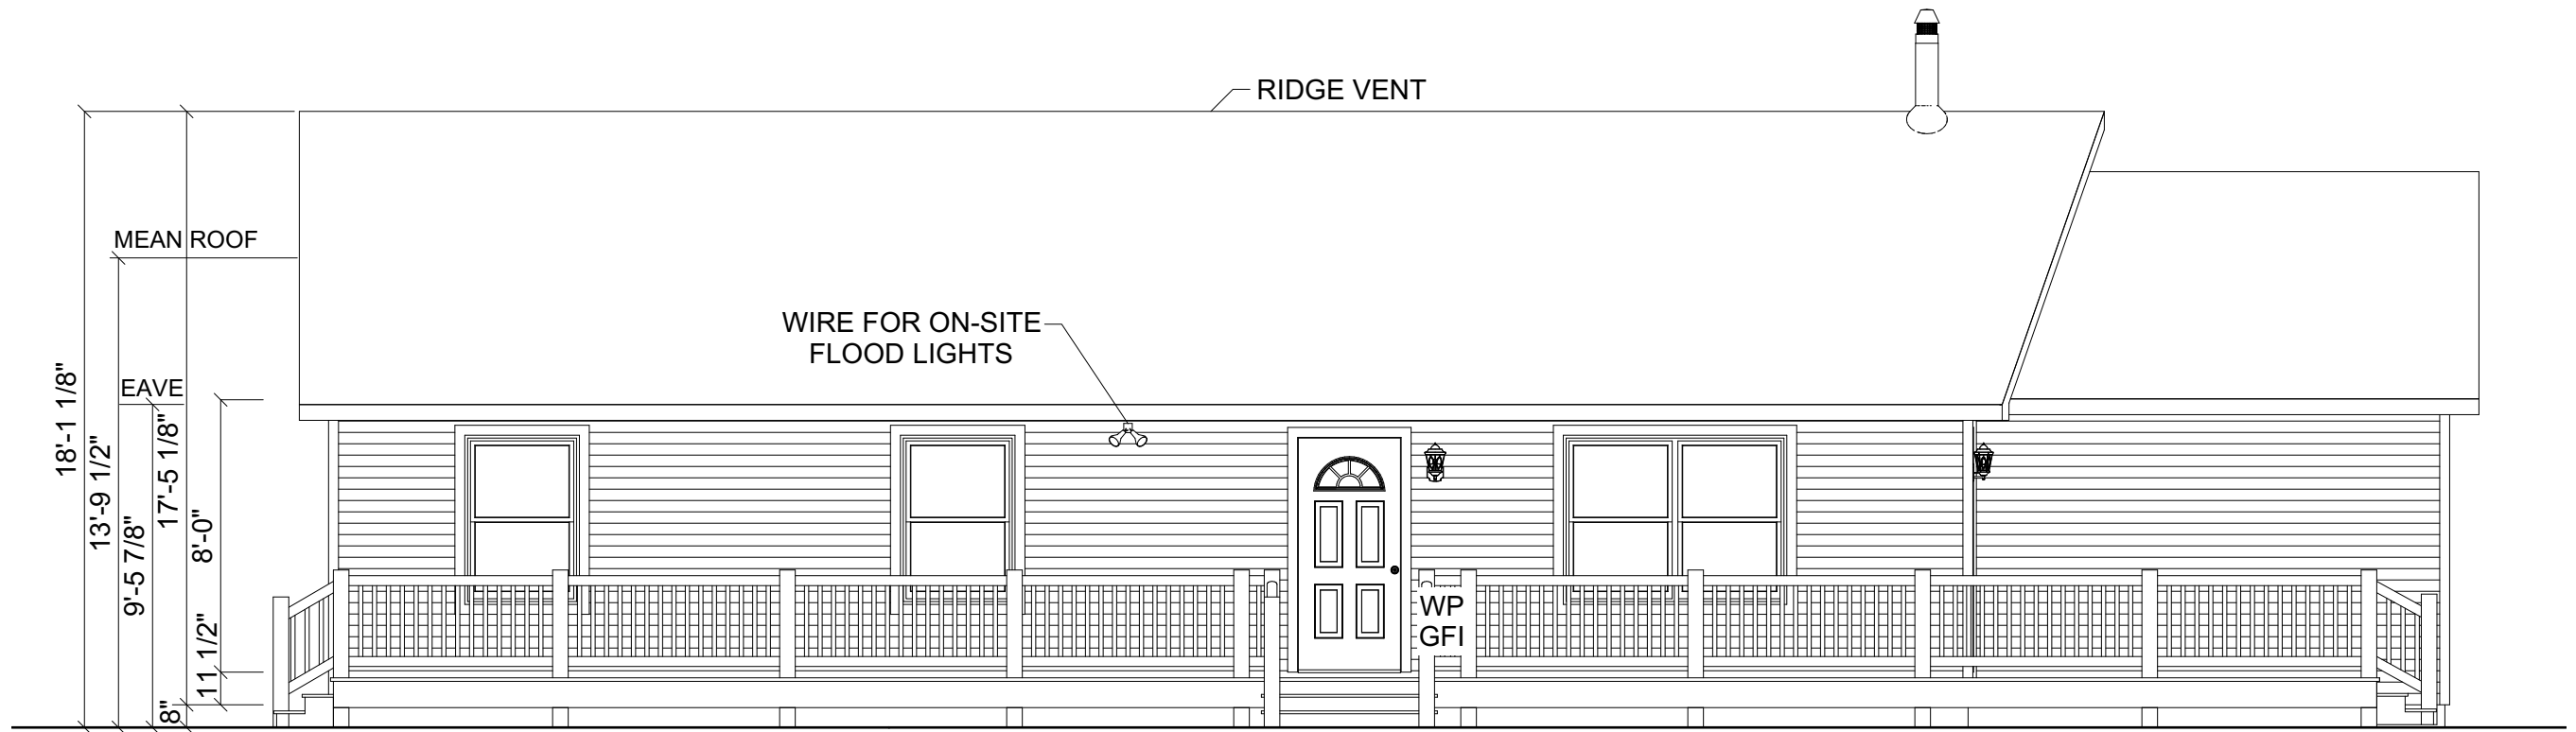 RIDGE VENT
MEAN ROOF
WIRE FOR ON-SITE
FLOOD LIGHTS
EAVE
18'-1 1/8"
13'-9 1/2"
9'-5 7/8"
17'-5 1/8"
8'-0"
11 1/2"
8"
WP
GFI